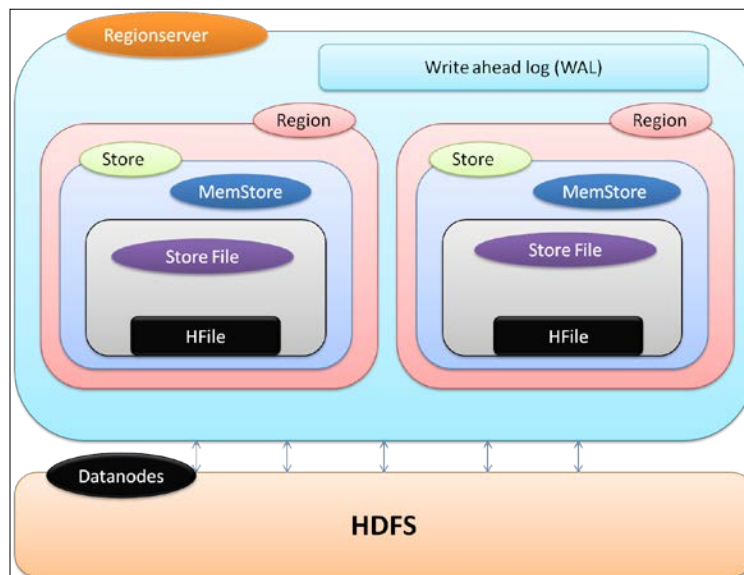 Regionserver
Write ahead log (WAL)
Region
Store
MemStore
Store File
HFile
Region
Store
MemStore
Store File
HFile
Datanodes
HDFS